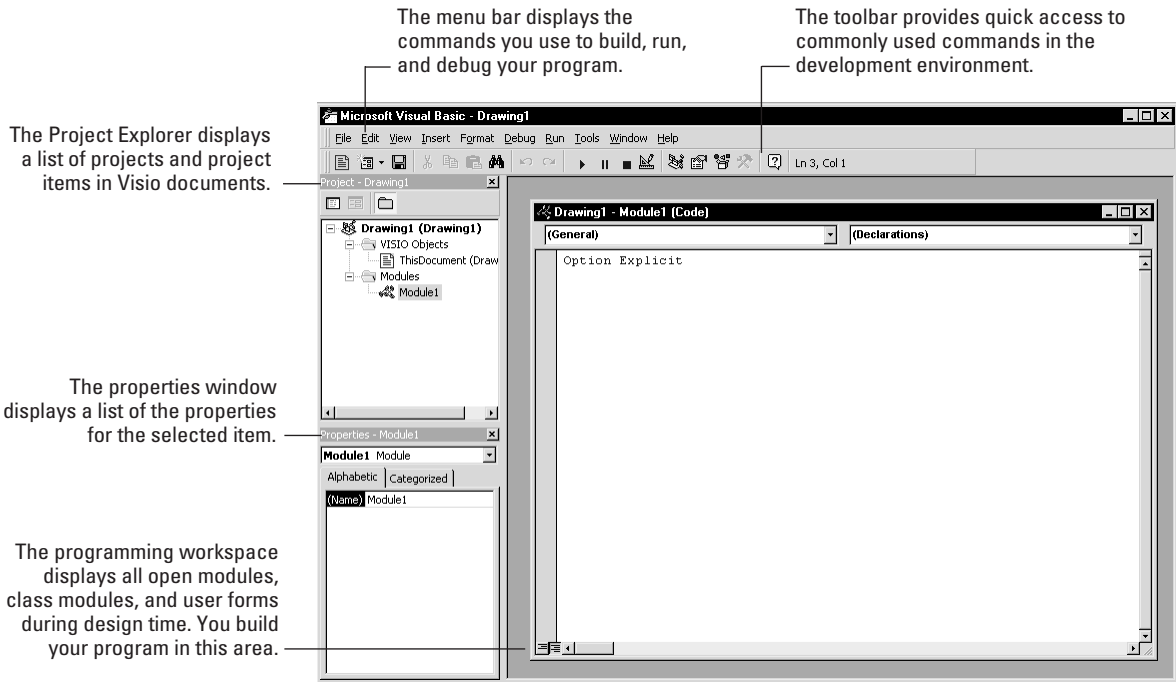 The menu bar displays the
commands you use to build, run,
and debug your program.
The toolbar provides quick access to
commonly used commands in the
development environment.
The Project Explorer displays
a list of projects and project
items in Visio documents.
Microsoft Visual Basic - Drawing1
File Edit View Insert Format Debug Run Tools Window Help
Ln 3, Col 1
Project - Drawing1
Drawing1 (Drawing1)
VISIO Objects
ThisDocument (Draw
Modules
Module1
Drawing1 - Module1 (Code)
(General) (Declarations)
Option Explicit
The properties window
displays a list of the properties
for the selected item.
Properties - Module1
Module1 Module
Alphabetic Categorized
(Name) Module1
The programming workspace
displays all open modules,
class modules, and user forms
during design time. You build
your program in this area.